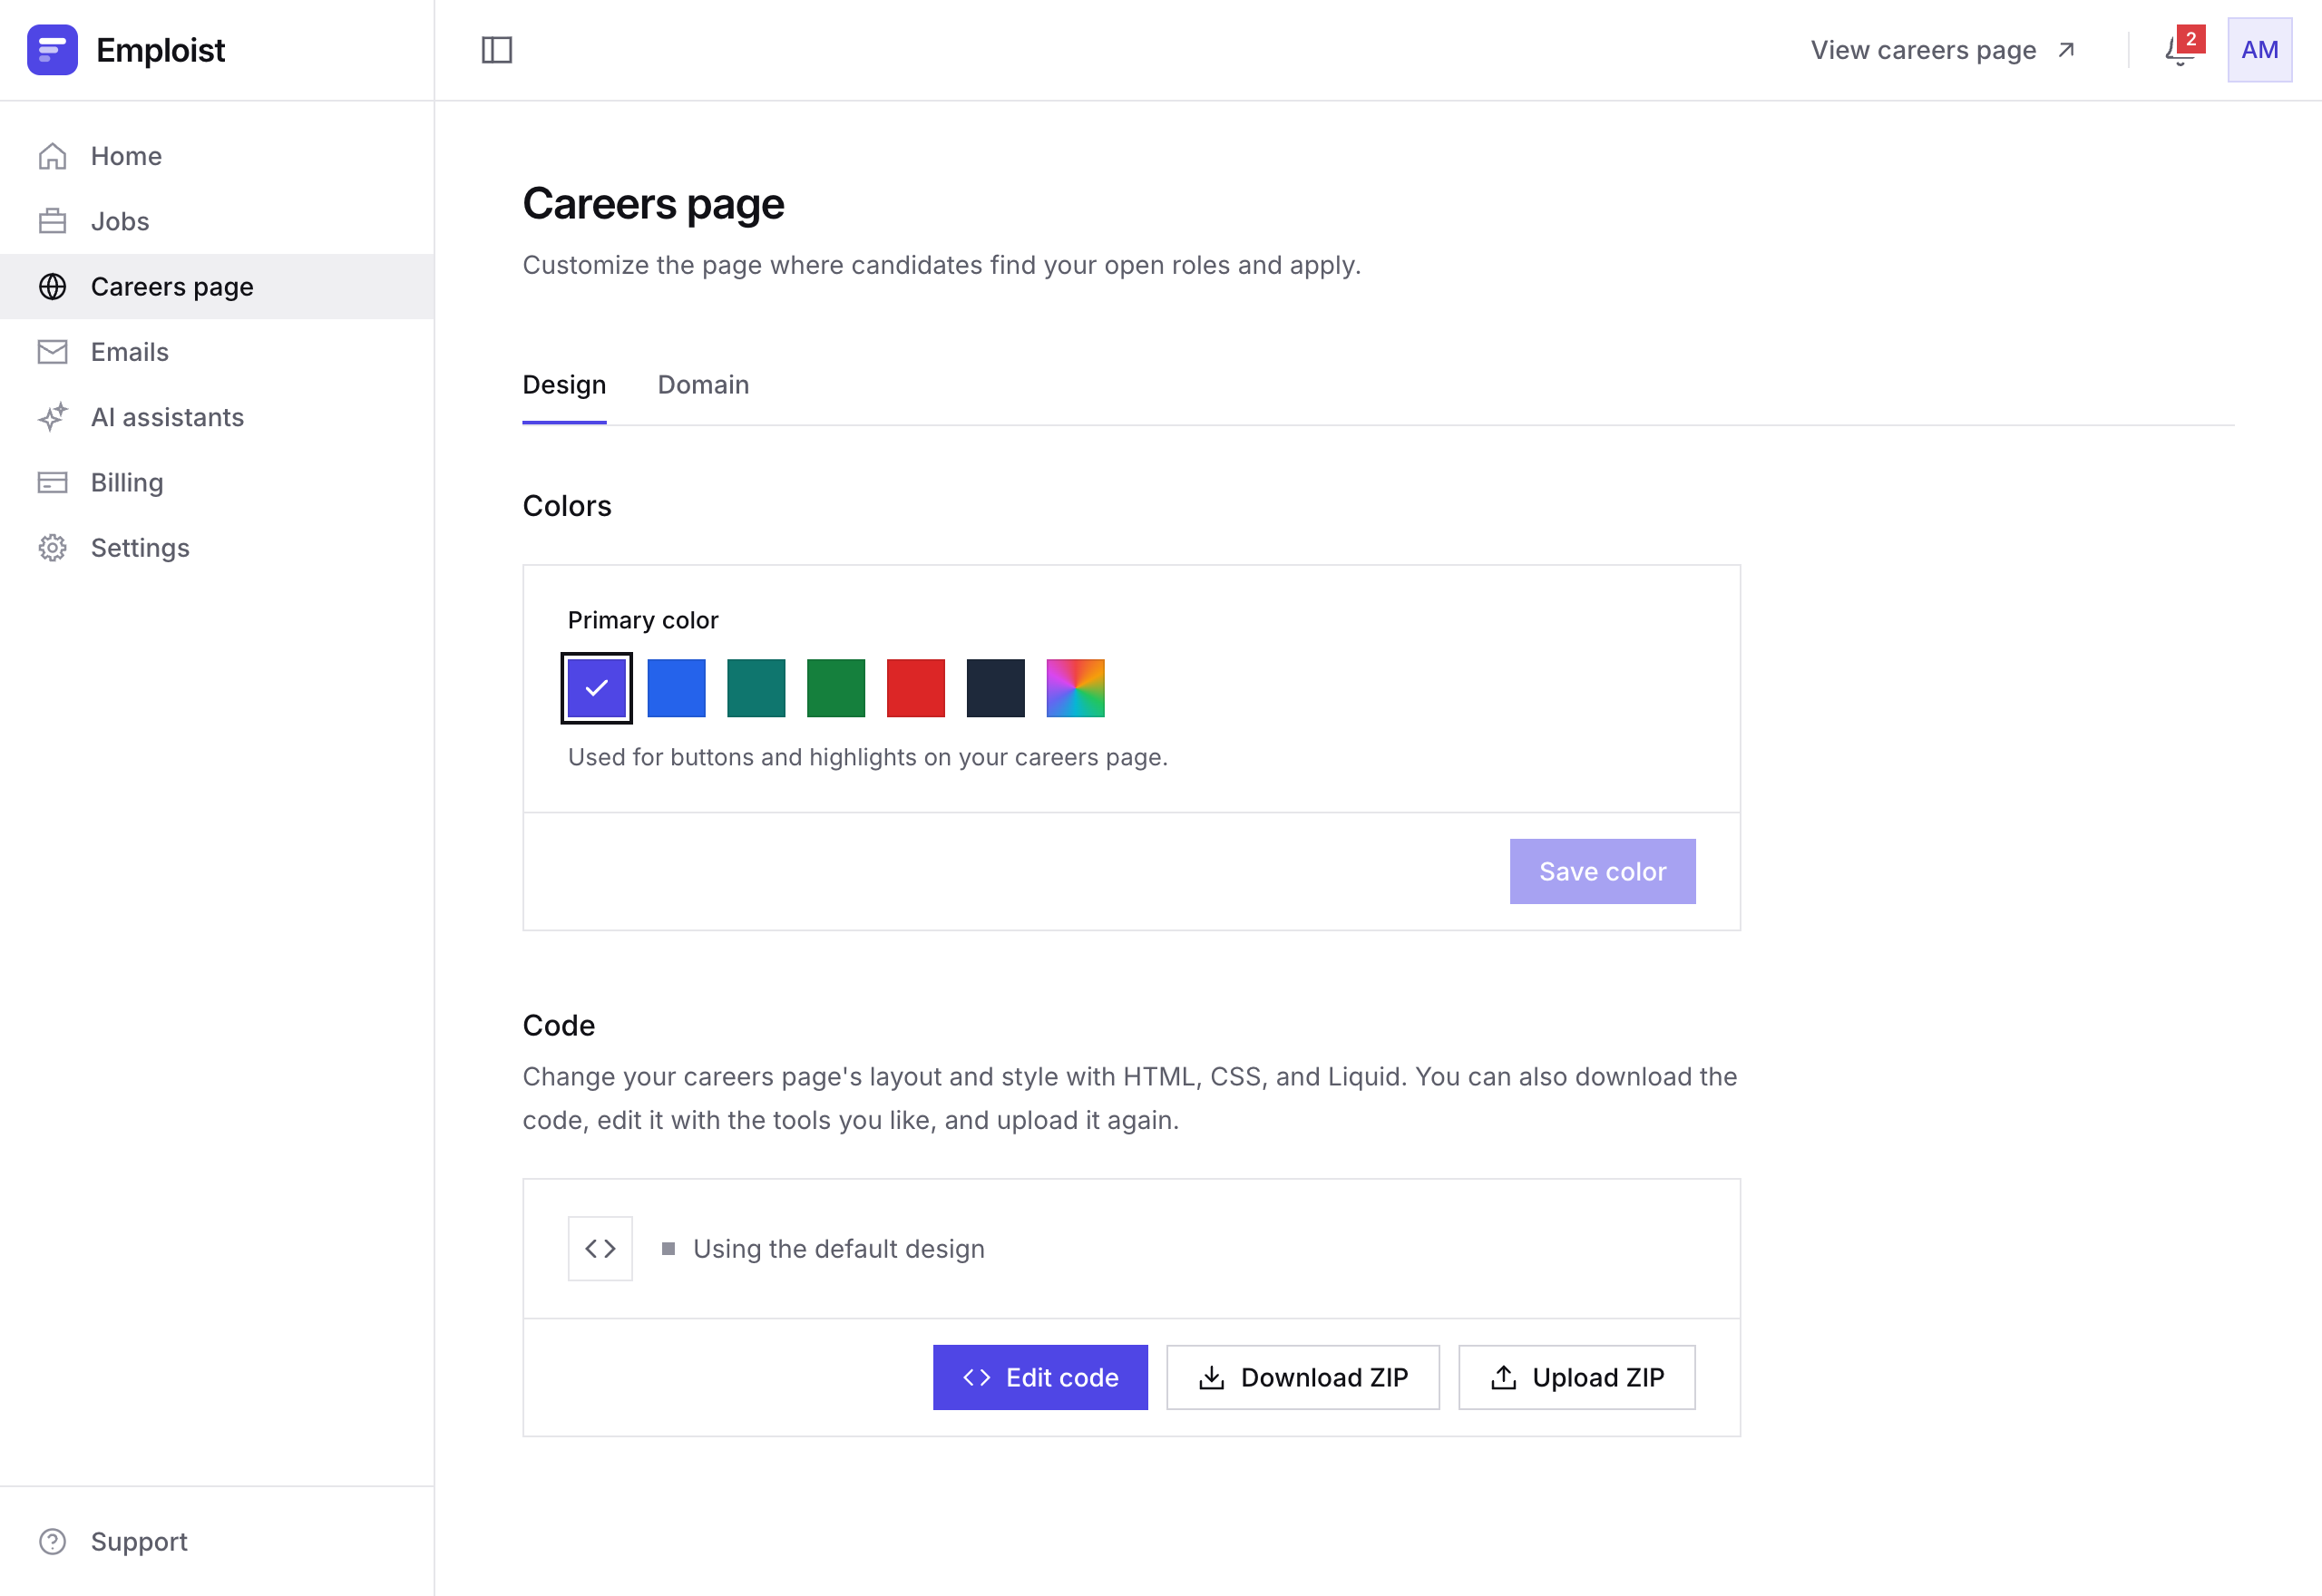 Emploist
View careers page
2
AM
Home
Jobs
Careers page
Emails
AI assistants
Billing
Settings
Support
Careers page
Customize the page where candidates find your open roles and apply.
Design
Domain
Colors
Primary color
Used for buttons and highlights on your careers page.
Save color
Code
Change your careers page's layout and style with HTML, CSS, and Liquid. You can also download the
code, edit it with the tools you like, and upload it again.
Using the default design
Edit code
Download ZIP
Upload ZIP